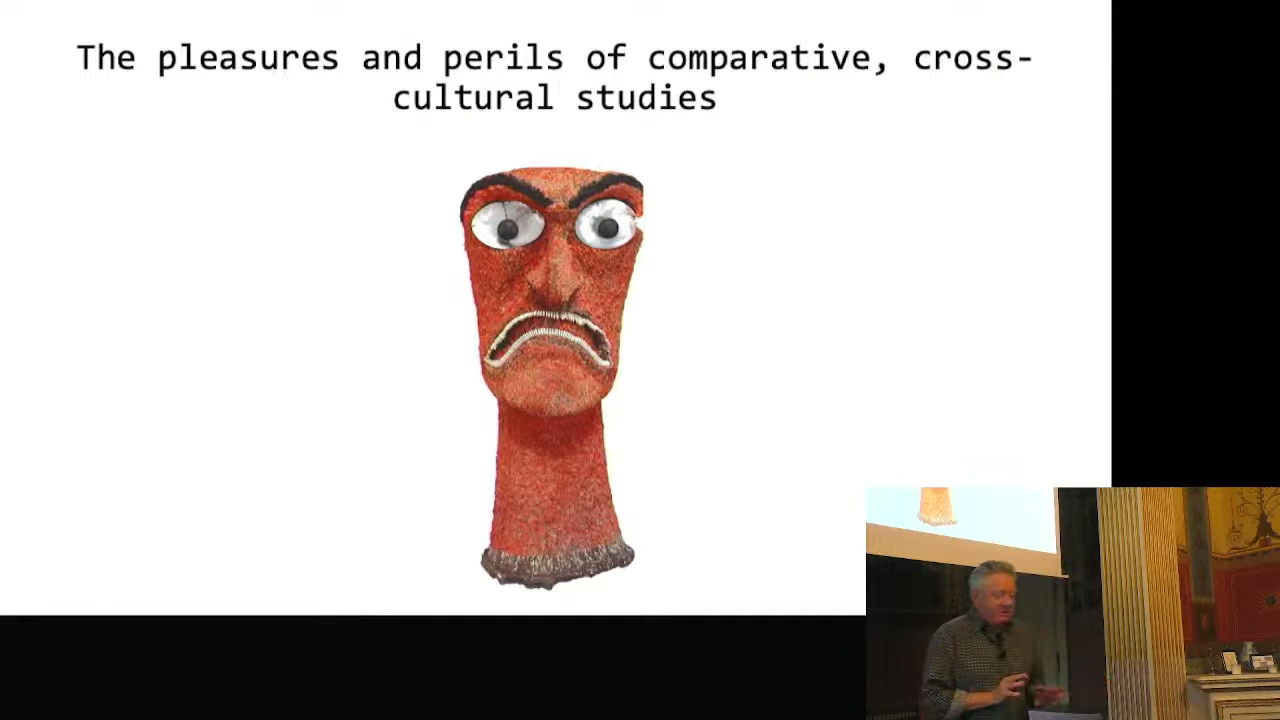 The pleasures and perils of comparative, cross-
cultural studies